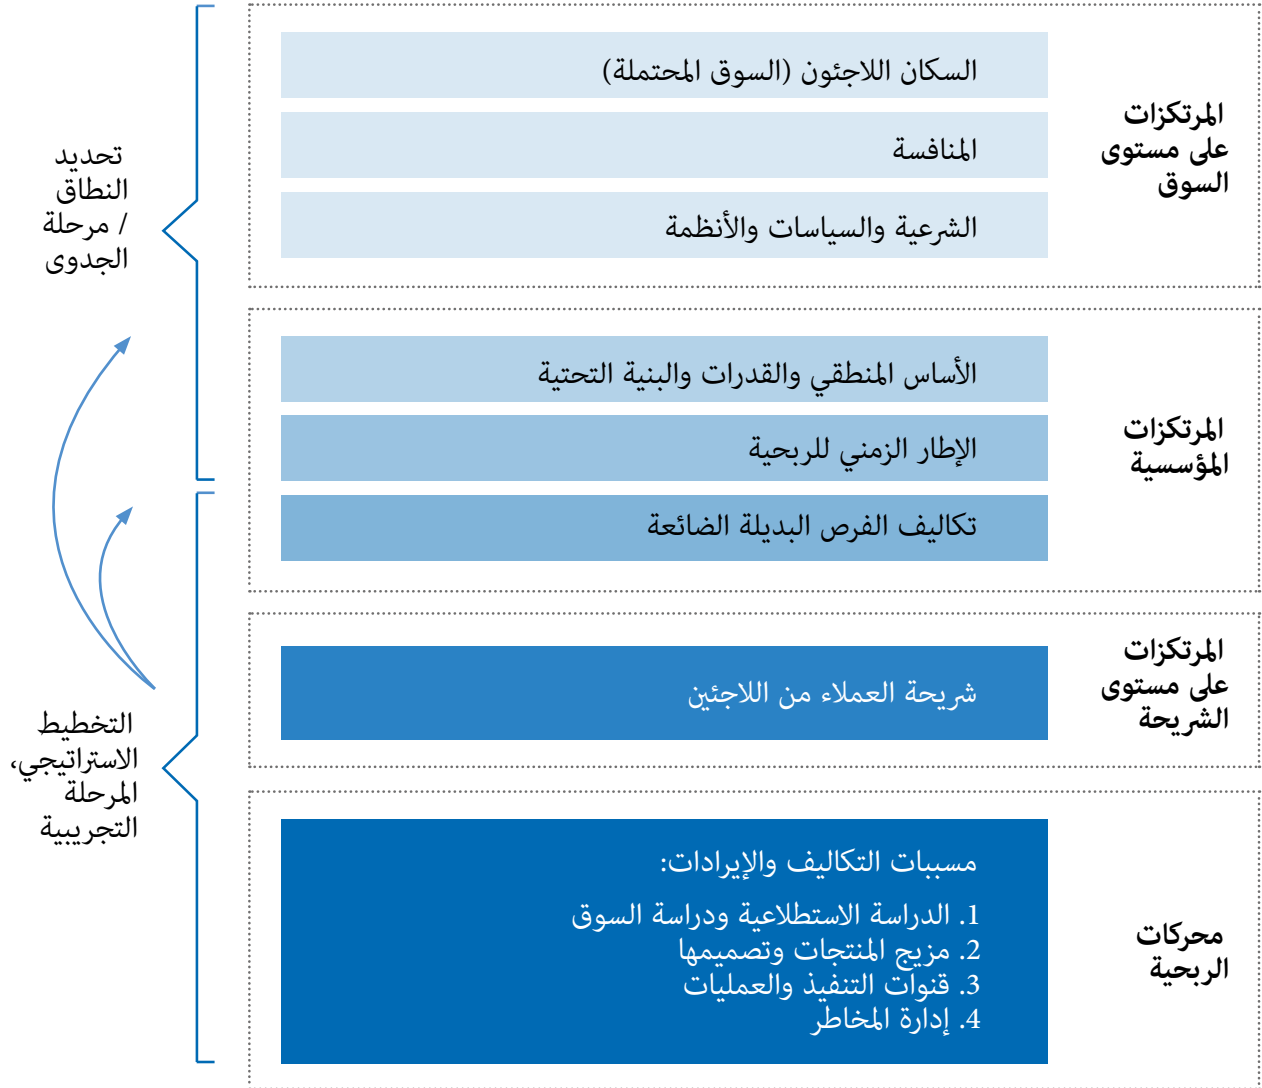 المرتكزات
على مستوى
السوق
السكان اللاجئون (السوق المحتملة)
المنافسة
الشرعية والسياسات والأنظمة
تحديد
النطاق
/ مرحلة
الجدوى
المرتكزات
المؤسسية
الأساس المنطقي والقدرات والبنية التحتية
الإطار الزمني للربحية
تكاليف الفرص البديلة الضائعة
المرتكزات
على مستوى
الشريحة
شريحة العملاء من اللاجئين
التخطيط
الاستراتيجي،
المرحلة
التجريبية
محركات
الربحية
مسببات التكاليف والإيرادات:
1. الدراسة الاستطلاعية ودراسة السوق
2. مزيج المنتجات وتصميمها
3. قنوات التنفيذ والعمليات
4. إدارة المخاطر